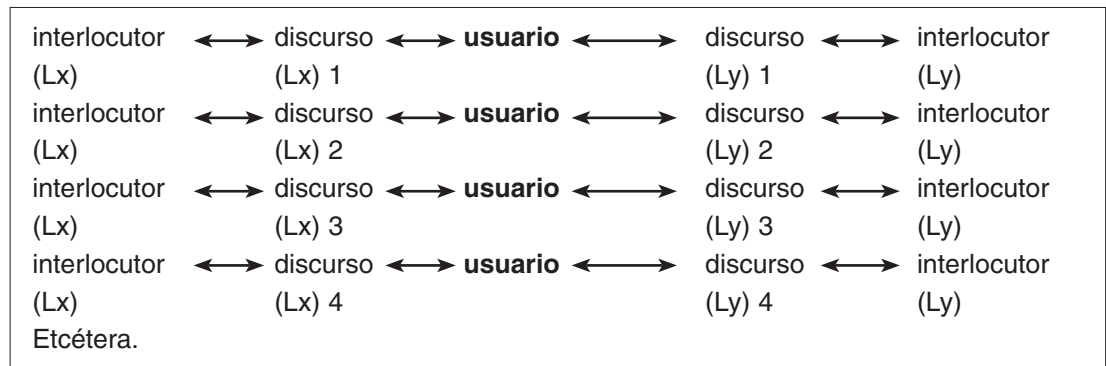 interlocutor ↔ discurso ↔ usuario ↔ discurso ↔ interlocutor
(Lx) (Lx) 1 (Ly) 1 (Ly)
interlocutor ↔ discurso ↔ usuario ↔ discurso ↔ interlocutor
(Lx) (Lx) 2 (Ly) 2 (Ly)
interlocutor ↔ discurso ↔ usuario ↔ discurso ↔ interlocutor
(Lx) (Lx) 3 (Ly) 3 (Ly)
interlocutor ↔ discurso ↔ usuario ↔ discurso ↔ interlocutor
(Lx) (Lx) 4 (Ly) 4 (Ly)
Etcétera.